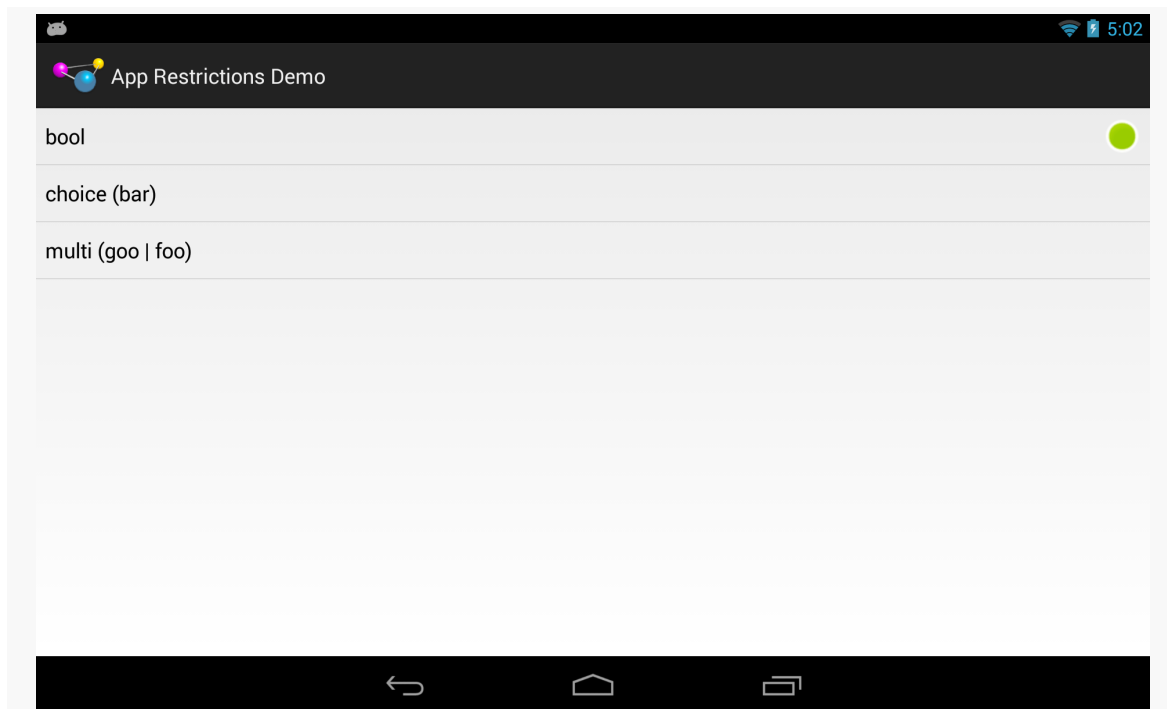 5:02
App Restrictions Demo
bool
choice (bar)
multi (goo | foo)